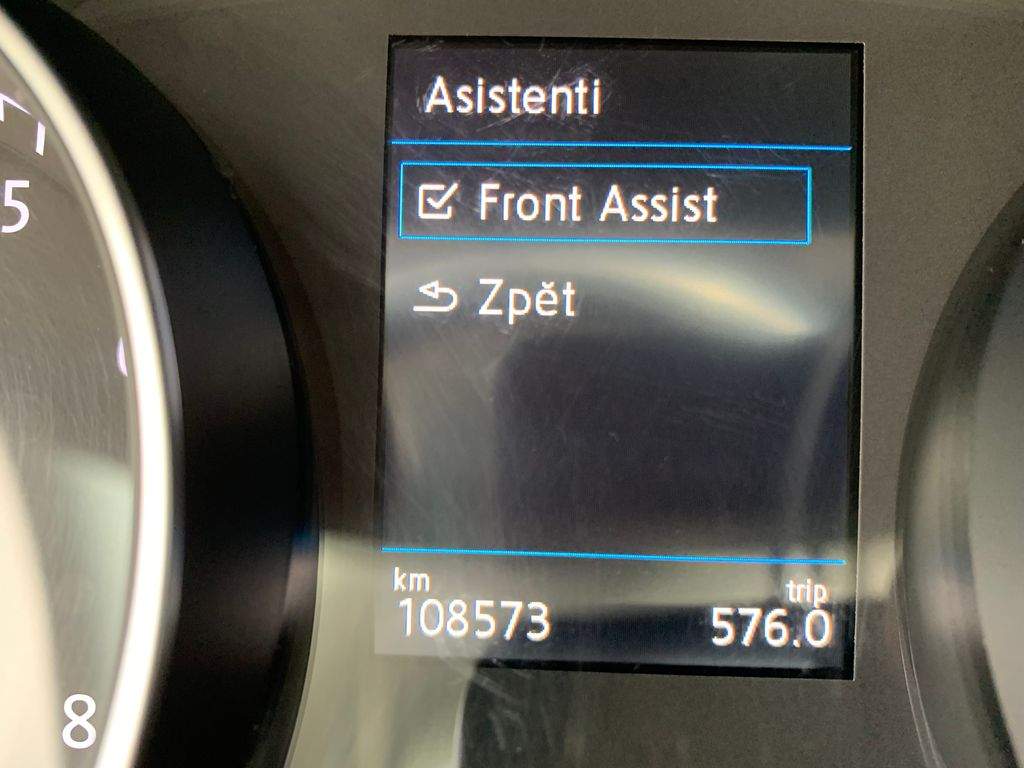 Asistenti
Front Assist
Zpět
km
trip
108573
576.0
5
8